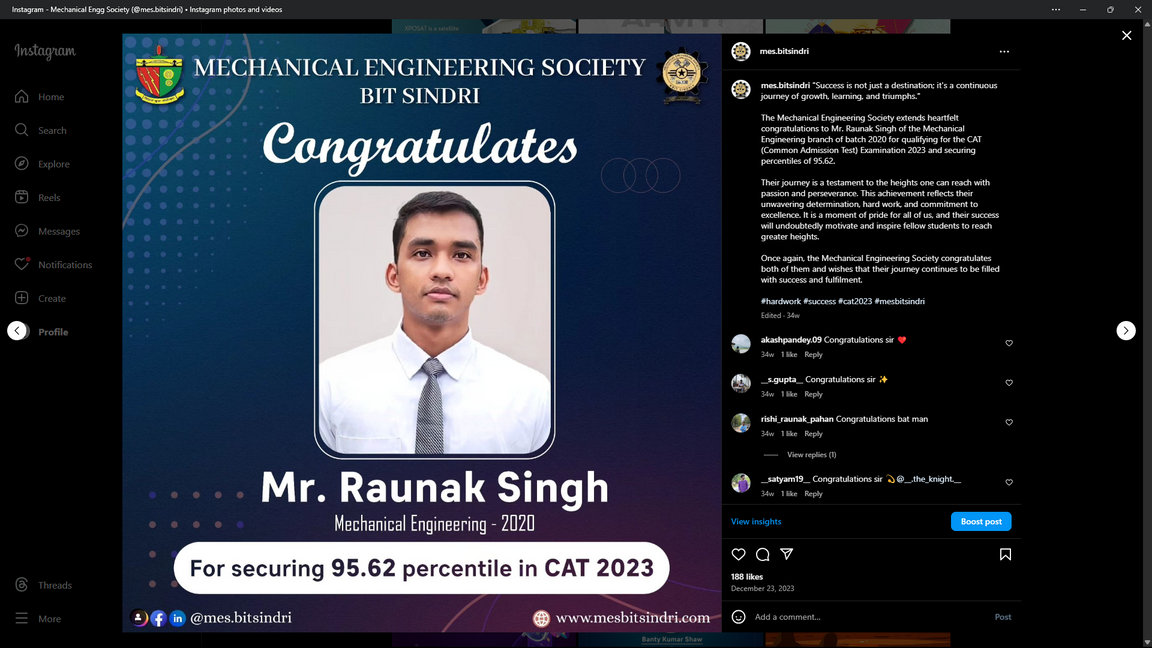 Instagram - Mechanical Engg Society (@mes.bitsindri) • Instagram photos and videos
Instagram
Home
Search
Explore
Reels
Messages
Notifications
Create
Profile
Threads
More
MECHANICAL ENGINEERING SOCIETY
BIT SINDRI
Congratulates
Mr. Raunak Singh
Mechanical Engineering - 2020
For securing 95.62 percentile in CAT 2023
@mes.bitsindri
www.mesbitsindri.com
Banty Kumar Shaw
mes.bitsindri
mes.bitsindri "Success is not just a destination; it's a continuous
journey of growth, learning, and triumphs."
The Mechanical Engineering Society extends heartfelt
congratulations to Mr. Raunak Singh of the Mechanical
Engineering branch of batch 2020 for qualifying for the CAT
(Common Admission Test) Examination 2023 and securing
percentiles of 95.62.
Their journey is a testament to the heights one can reach with
passion and perseverance. This achievement reflects their
unwavering determination, hard work, and commitment to
excellence. It is a moment of pride for all of us, and their success
will undoubtedly motivate and inspire fellow students to reach
greater heights.
Once again, the Mechanical Engineering Society congratulates
both of them and wishes that their journey continues to be filled
with success and fulfilment.
#hardwork #success #cat2023 #mesbitsindri
Edited · 34w
akashpandey.09 Congratulations sir ❤️
34w 1 like Reply
__s.gupta__ Congratulations sir ✨
34w 1 like Reply
rishi_raunak_pahan Congratulations bat man
34w 1 like Reply
View replies (1)
__satyam19__ Congratulations sir 💫@__.the_knight.__
34w 1 like Reply
View insights
Boost post
188 likes
December 23, 2023
Add a comment...
Post